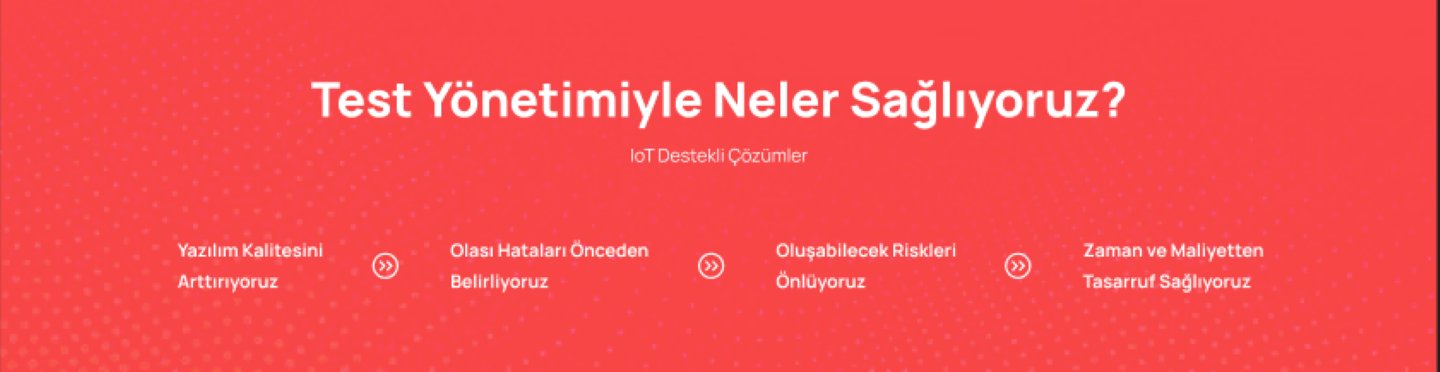 Test Yönetimiyle Neler Sağlıyoruz?
IoT Destekli Çözümler
Yazılım Kalitesini
Arttırıyoruz
Olası Hataları Önceden
Belirliyoruz
Oluşabilecek Riskleri
Önlüyoruz
Zaman ve Maliyetten
Tasarruf Sağlıyoruz